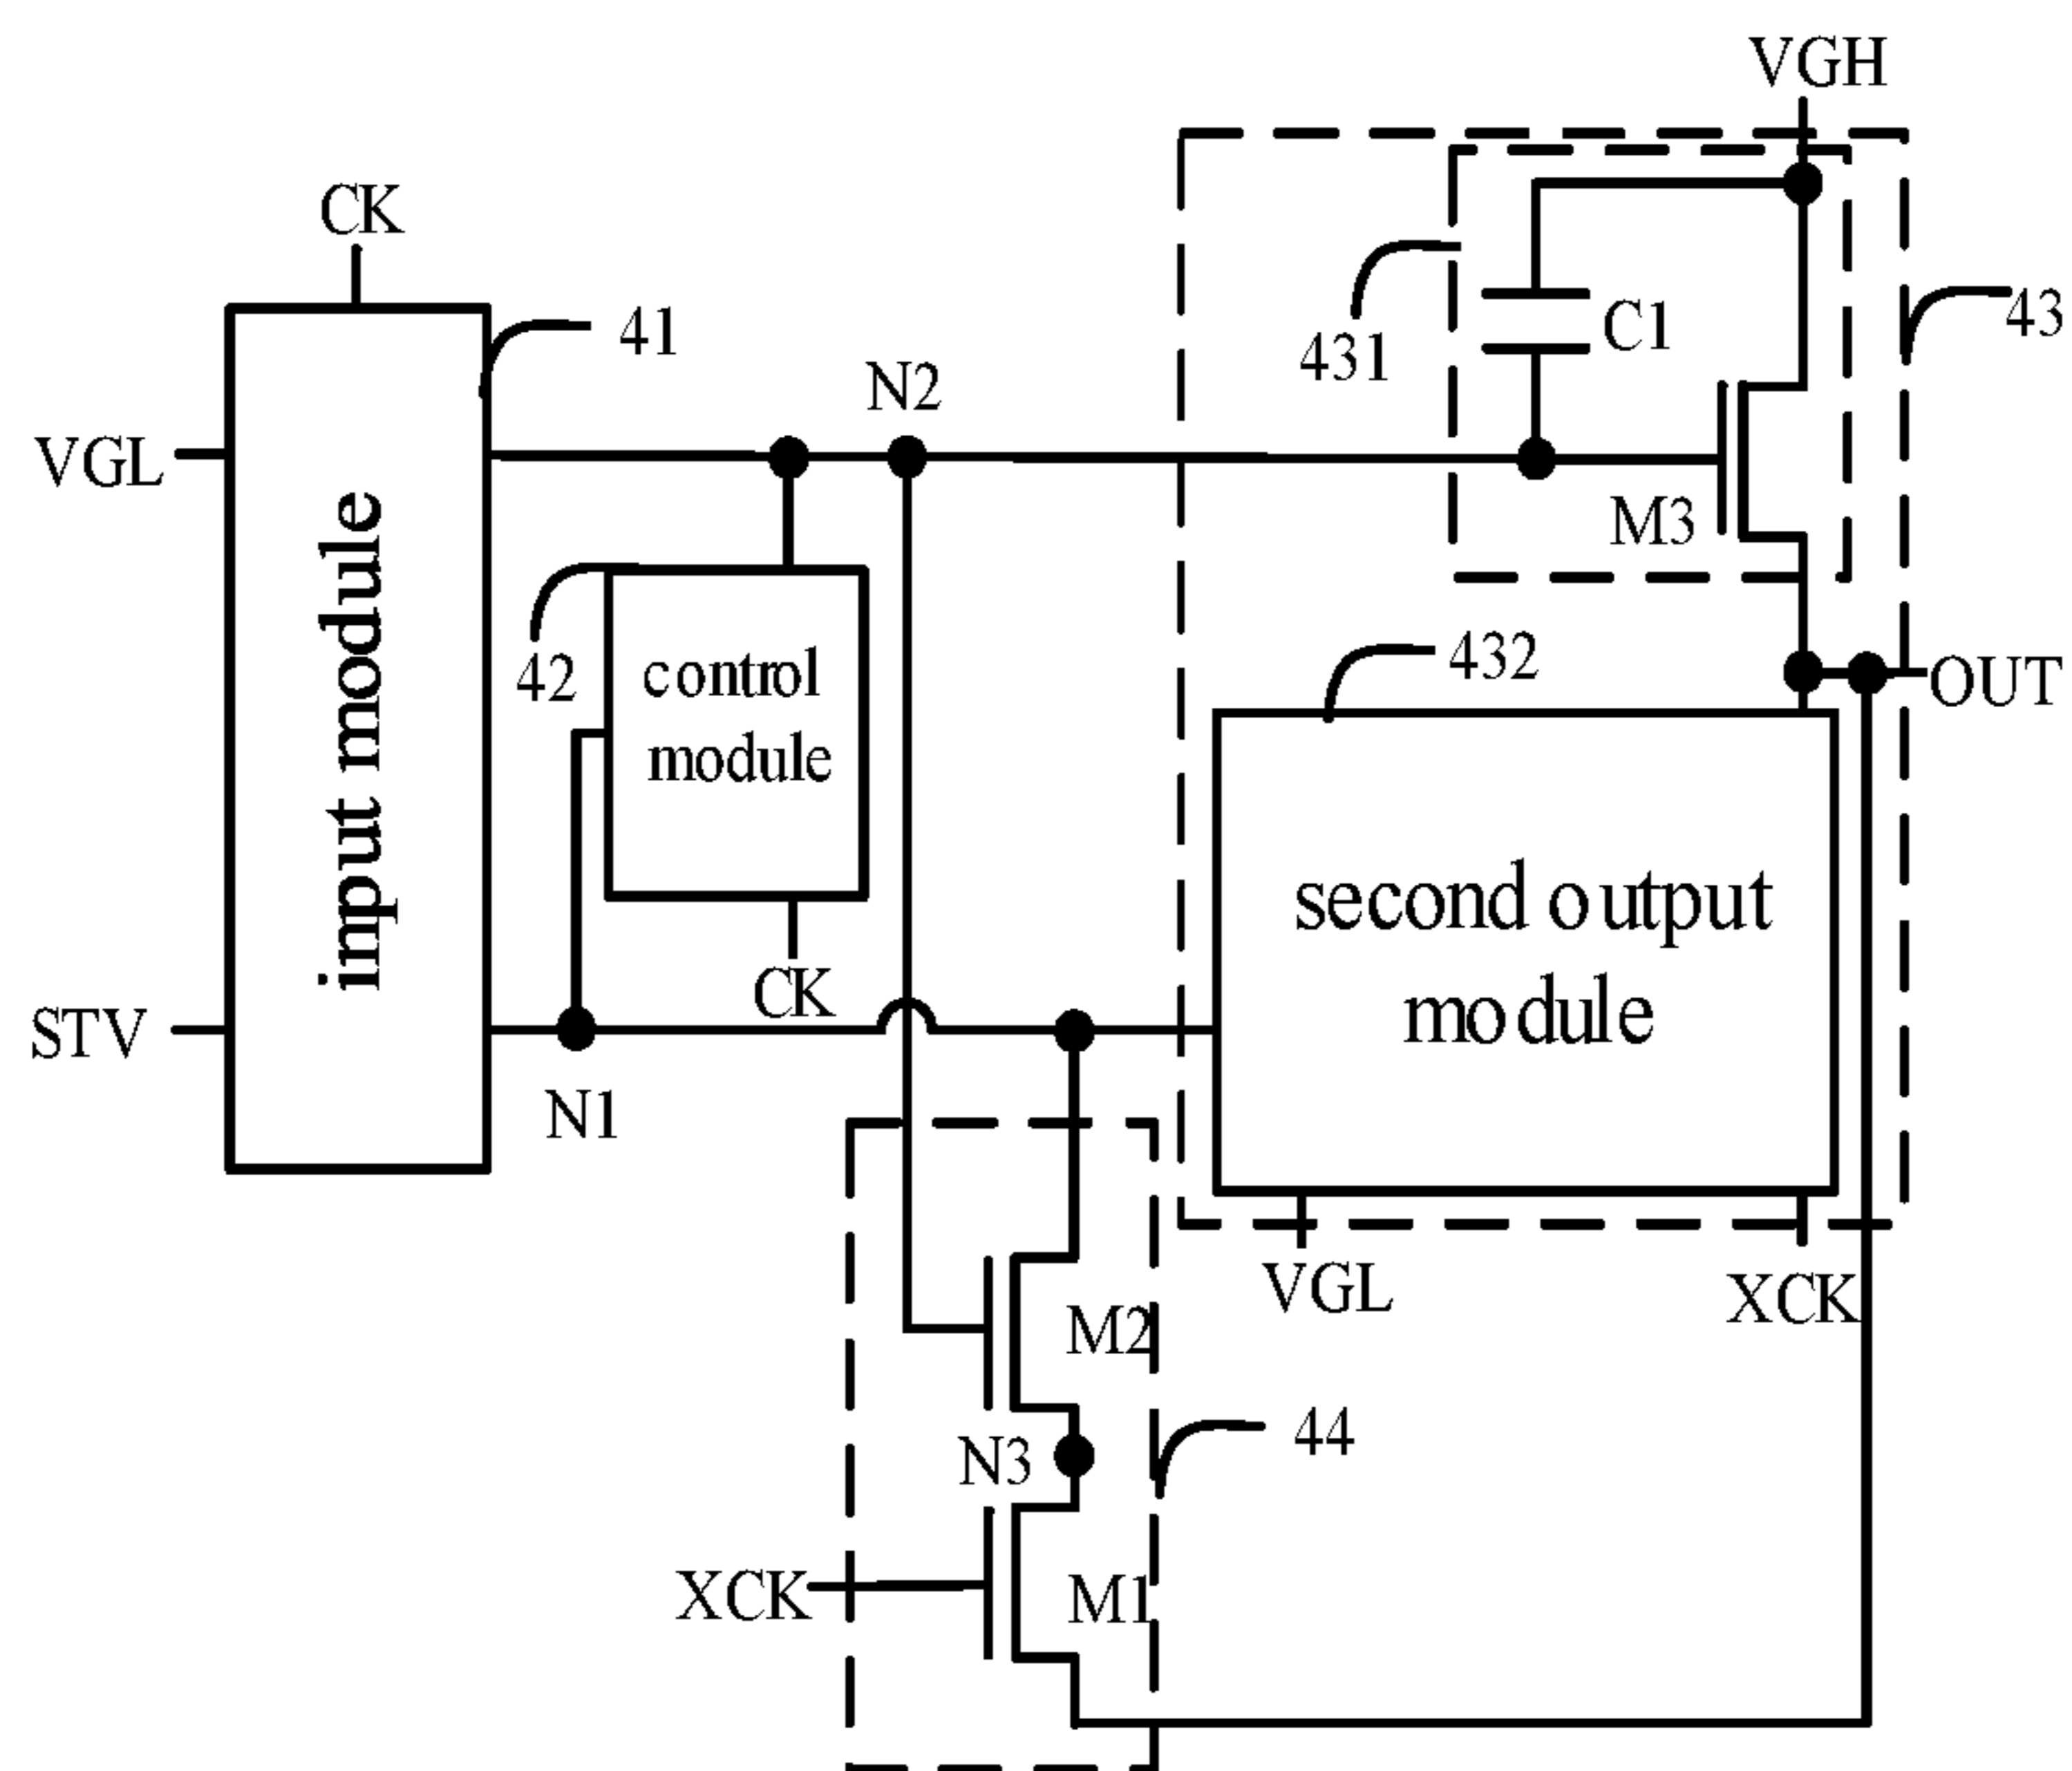 VGH
CK
41
431
C1
43
N2
VGL
M3
input module
42
control
module
432
OUT
second output
module
CK
STV
N1
VGL
XCK
M2
N3
44
XCK
M1